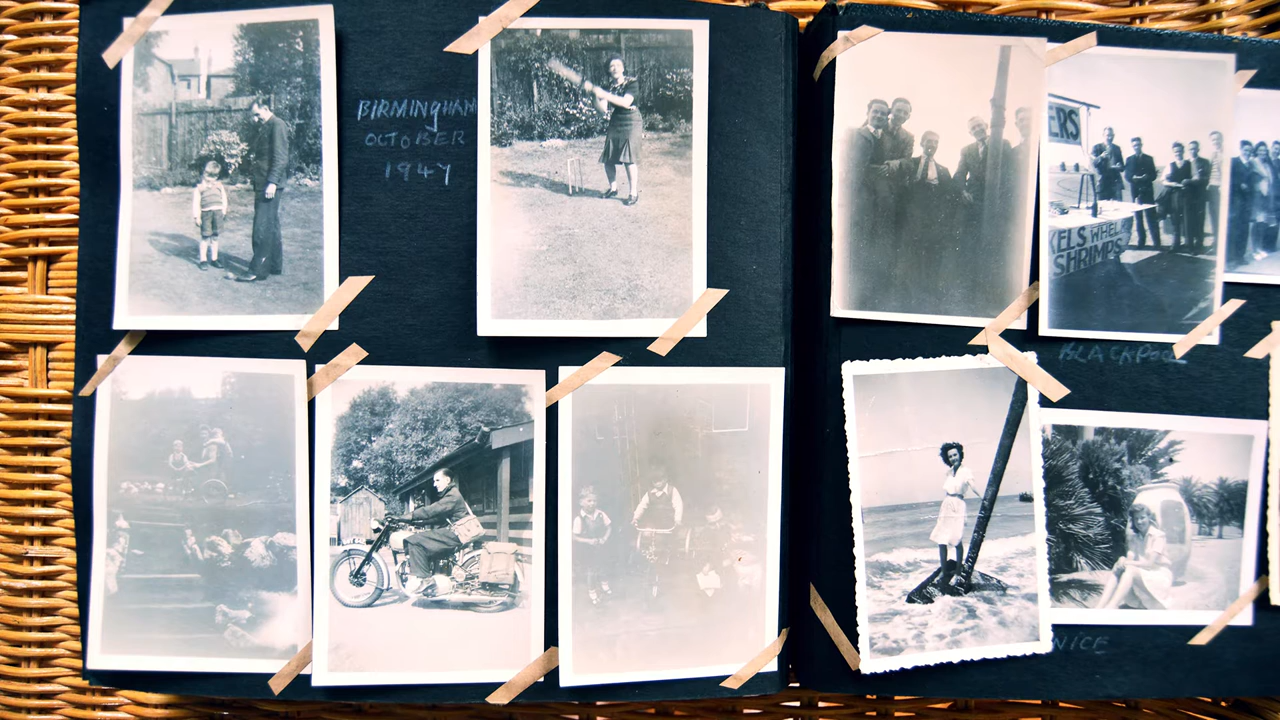 BIRMINGHAM
OCTOBER
1947
ERS
KELS WHEL
SHRIMPS
BLACKPOOL
NICE